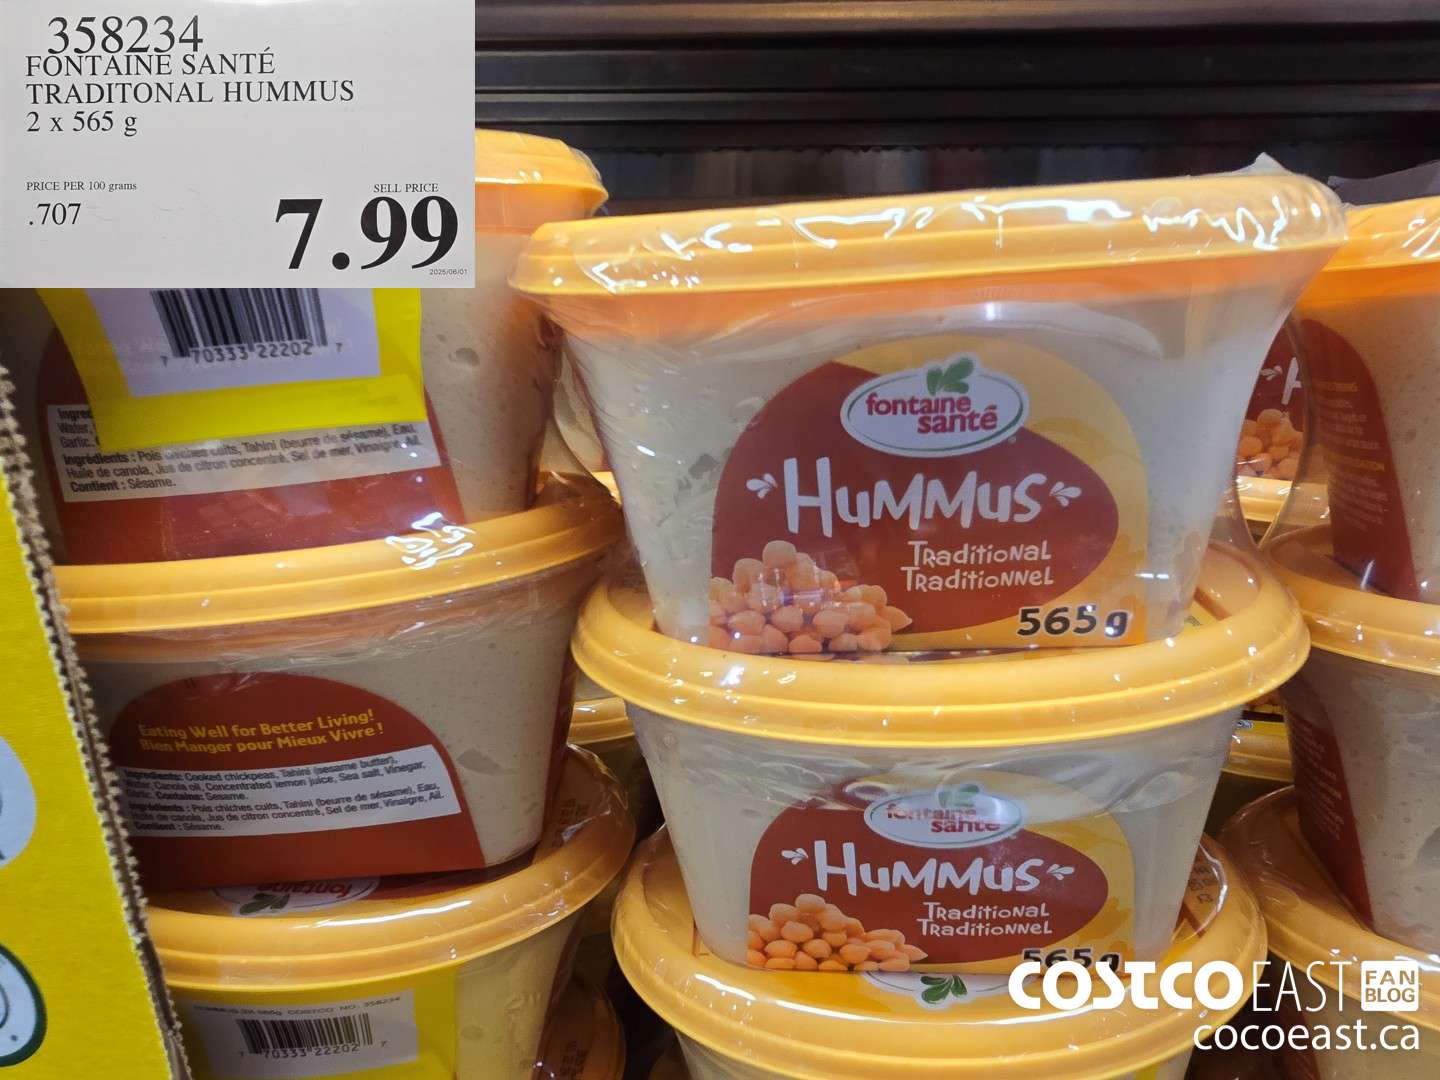 358234
FONTAINE SANTÉ
TRADITONAL HUMMUS
2 x 565 g
PRICE PER 100 grams
.707
SELL PRICE
7.99
2025/06/01
7 70333 22202 7
Ingrédients : Pois chiches cuits, Tahini (beurre de sésame), Eau,
Huile de canola, Jus de citron concentré, Sel de mer, Vinaigre, Ail.
Contient : Sésame.
fontaine
santé
HUMMUS
Traditional
Traditionnel
565 g
Eating Well for Better Living!
Bien Manger pour Mieux Vivre !
Ingredients: Cooked chickpeas, Tahini (sesame butter),
Water, Canola oil, Concentrated lemon juice, Sea salt, Vinegar,
Garlic. Contains: Sesame.
Ingrédients : Pois chiches cuits, Tahini (beurre de sésame), Eau,
Huile de canola, Jus de citron concentré, Sel de mer, Vinaigre, Ail.
Contient : Sésame.
fontaine
santé
HUMMUS
Traditional
Traditionnel
565 g
fontaine
HUMMUS 2X 565g COSTCO NO. 358234
7 70333 22202 7
COSTCO EAST FAN
BLOG
cocoeast.ca